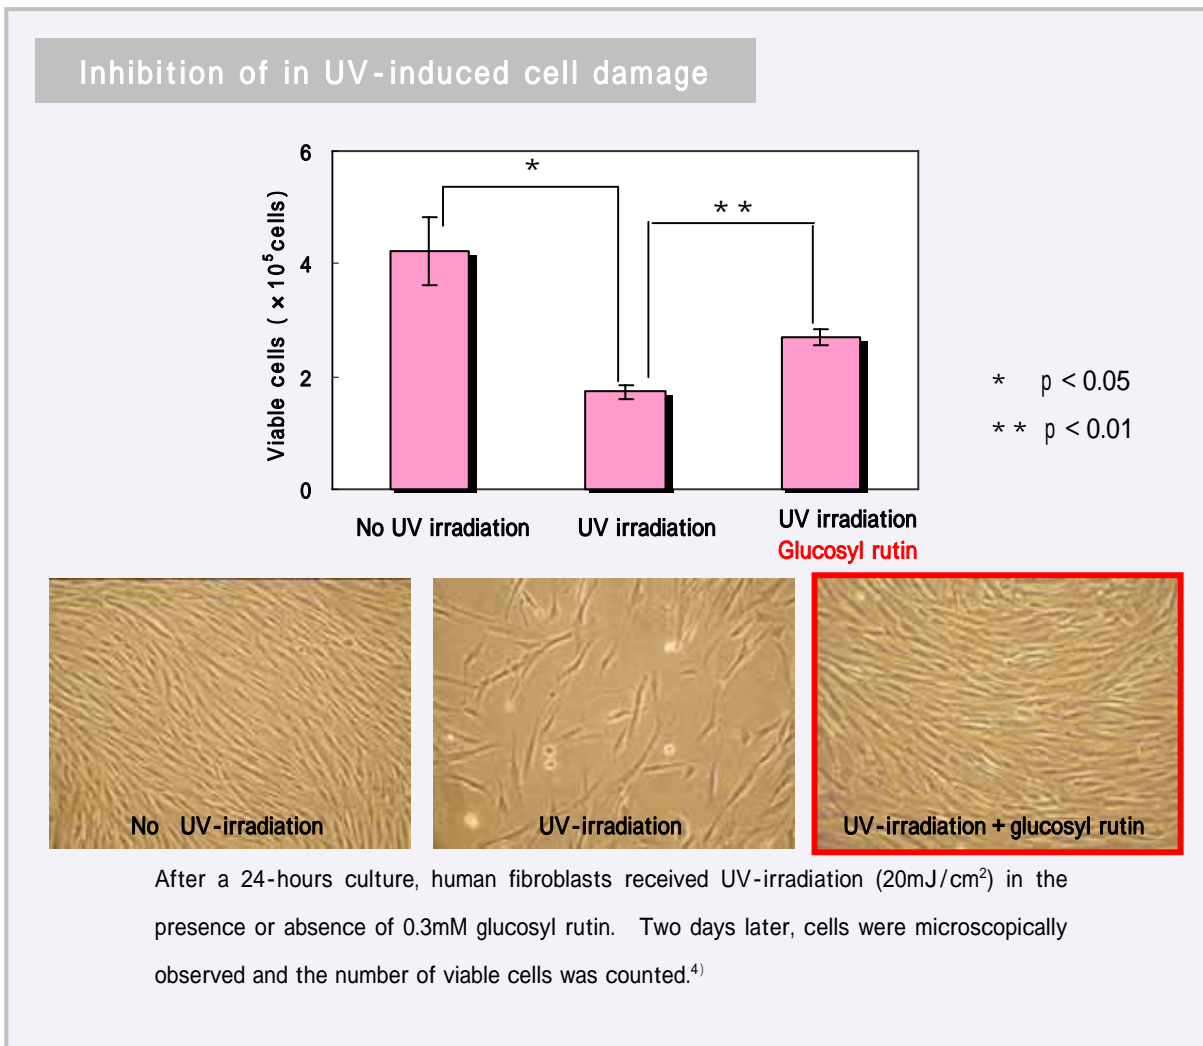 Inhibition of in UV-induced cell damage
6
4
2
0
Viable cells ( ×10⁵cells)
*
**
* p < 0.05
** p < 0.01
No UV irradiation
UV irradiation
UV irradiation
Glucosyl rutin
No UV-irradiation
UV-irradiation
UV-irradiation + glucosyl rutin
After a 24-hours culture, human fibroblasts received UV-irradiation (20mJ/cm²) in the
presence or absence of 0.3mM glucosyl rutin. Two days later, cells were microscopically
observed and the number of viable cells was counted.⁴⁾